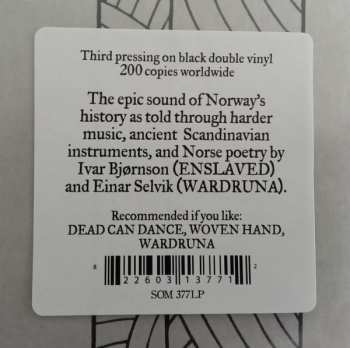 Third pressing on black double vinyl
200 copies worldwide
The epic sound of Norway's
history as told through harder
music, ancient Scandinavian
instruments, and Norse poetry by
Ivar Bjørnson (ENSLAVED)
and Einar Selvik (WARDRUNA).
Recommended if you like:
DEAD CAN DANCE, WOVEN HAND,
WARDRUNA
8 22603 13771 2
SOM 377LP